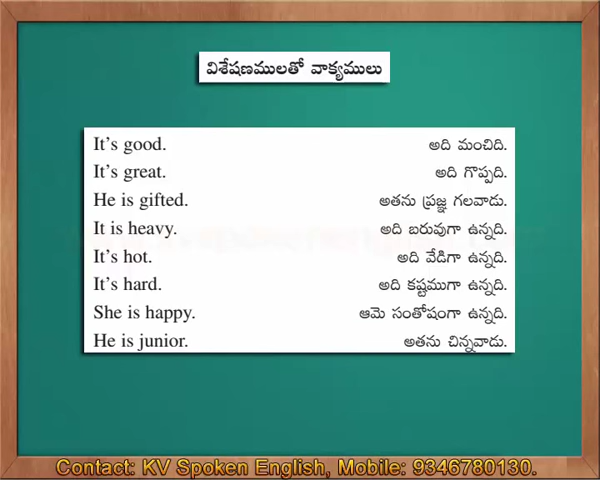 విశేషణములతో వాక్యములు
It's good. అది మంచిది.
It's great. అది గొప్పది.
He is gifted. అతను ప్రజ్ఞ గలవాడు.
It is heavy. అది బరువుగా ఉన్నది.
It's hot. అది వేడిగా ఉన్నది.
It's hard. అది కష్టముగా ఉన్నది.
She is happy. ఆమె సంతోషంగా ఉన్నది.
He is junior. అతను చిన్నవాడు.
Contact: KV Spoken English, Mobile: 9346780130.